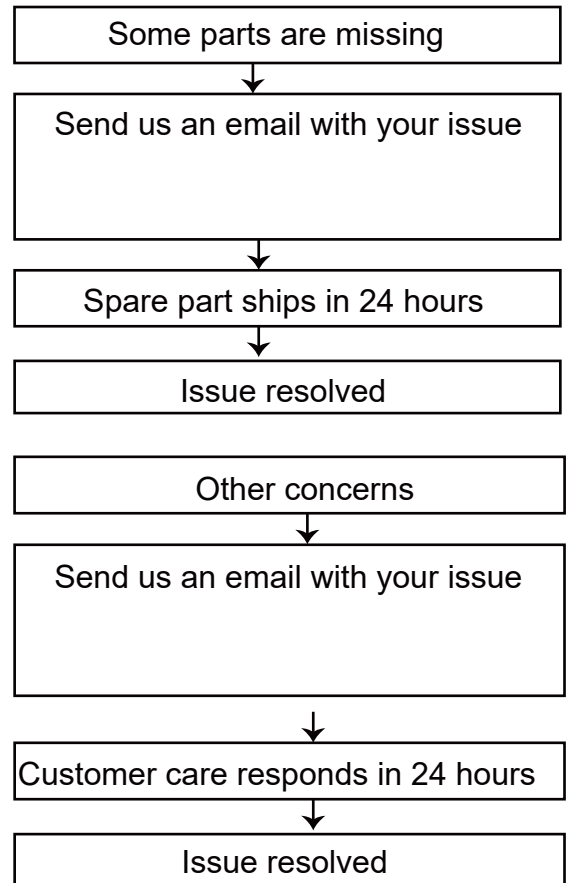 Some parts are missing
Send us an email with your issue
Spare part ships in 24 hours
Issue resolved
Other concerns
Send us an email with your issue
Customer care responds in 24 hours
Issue resolved